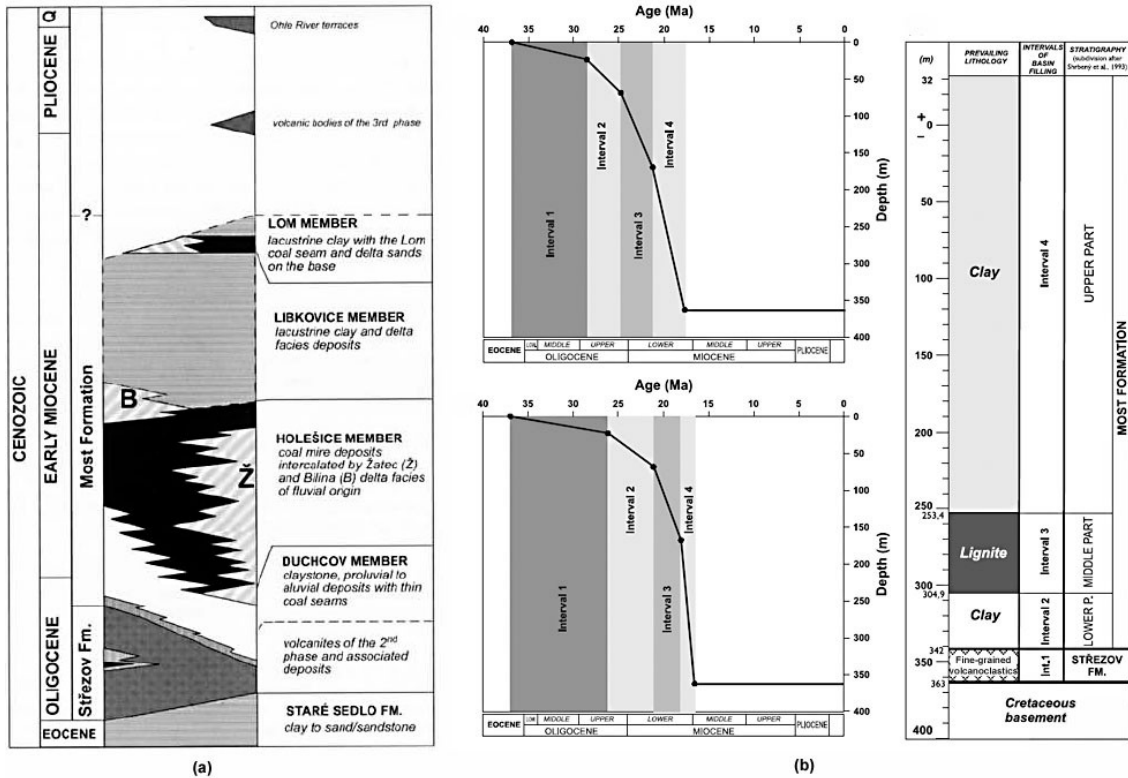 CENOZOIC
PLIOCENE
Q
EARLY MIOCENE
OLIGOCENE
EOCENE
Most Formation
Střezov Fm.
?
B
Ž
Ohře River terraces
volcanic bodies of the 3rd phase
LOM MEMBER
lacustrine clay with the Lom
coal seam and delta sands
on the base
LIBKOVICE MEMBER
lacustrine clay and delta
facies deposits
HOLEŠICE MEMBER
coal mire deposits
intercalated by Žatec (Ž)
and Bílina (B) delta facies
of fluvial origin
DUCHCOV MEMBER
claystone, proluvial to
aluvial deposits with thin
coal seams
volcanites of the 2nd
phase and associated
deposits
STARÉ SEDLO FM.
clay to sand/sandstone
(a)
Age (Ma)
40 35 30 25 20 15 10 5 0
0
50
100
150
200
250
300
350
400
Depth (m)
Interval 1
Interval 2
Interval 3
Interval 4
EOCENE LOW. MIDDLE UPPER LOWER MIDDLE UPPER PLIOCENE
OLIGOCENE MIOCENE
Age (Ma)
40 35 30 25 20 15 10 5 0
0
50
100
150
200
250
300
350
400
Depth (m)
Interval 1
Interval 2
Interval 3
Interval 4
EOCENE LOW. MIDDLE UPPER LOWER MIDDLE UPPER PLIOCENE
OLIGOCENE MIOCENE
(b)
(m)
PREVAILING
LITHOLOGY
INTERVALS
OF
BASIN
FILLING
STRATIGRAPHY
(subdivision after
Shrbený et al., 1993)
32
+
0
–
50
100
150
200
250
253,4
300
304,9
342
350
363
400
Clay
Lignite
Clay
Fine-grained
volcanoclastics
Cretaceous
basement
Interval 4
Interval 3
Interval 2
Int.1
UPPER PART
MIDDLE PART
LOWER P.
STŘEZOV
FM.
MOST FORMATION